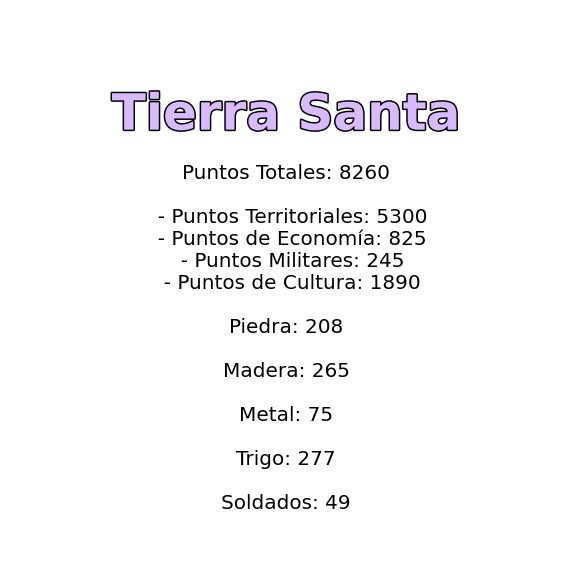 Tierra Santa
Puntos Totales: 8260
- Puntos Territoriales: 5300
- Puntos de Economía: 825
- Puntos Militares: 245
- Puntos de Cultura: 1890
Piedra: 208
Madera: 265
Metal: 75
Trigo: 277
Soldados: 49